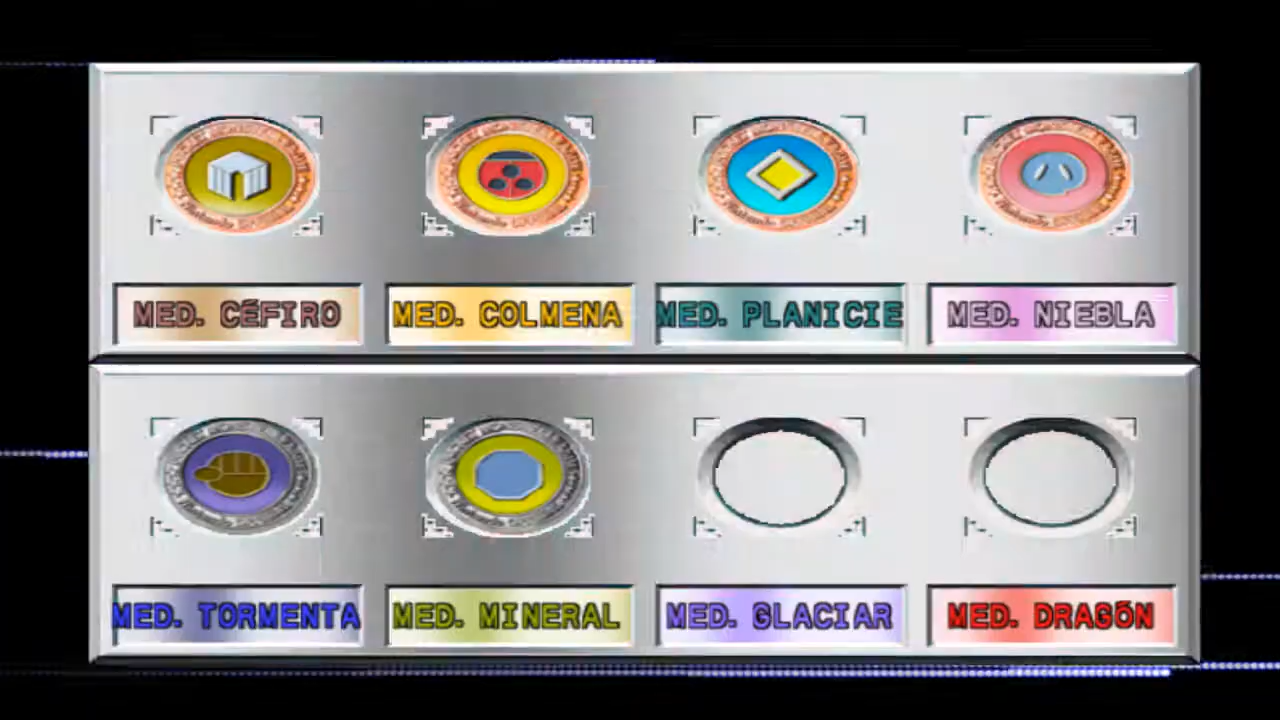 MED. CÉFIRO
MED. COLMENA
MED. PLANICIE
MED. NIEBLA
MED. TORMENTA
MED. MINERAL
MED. GLACIAR
MED. DRAGÓN